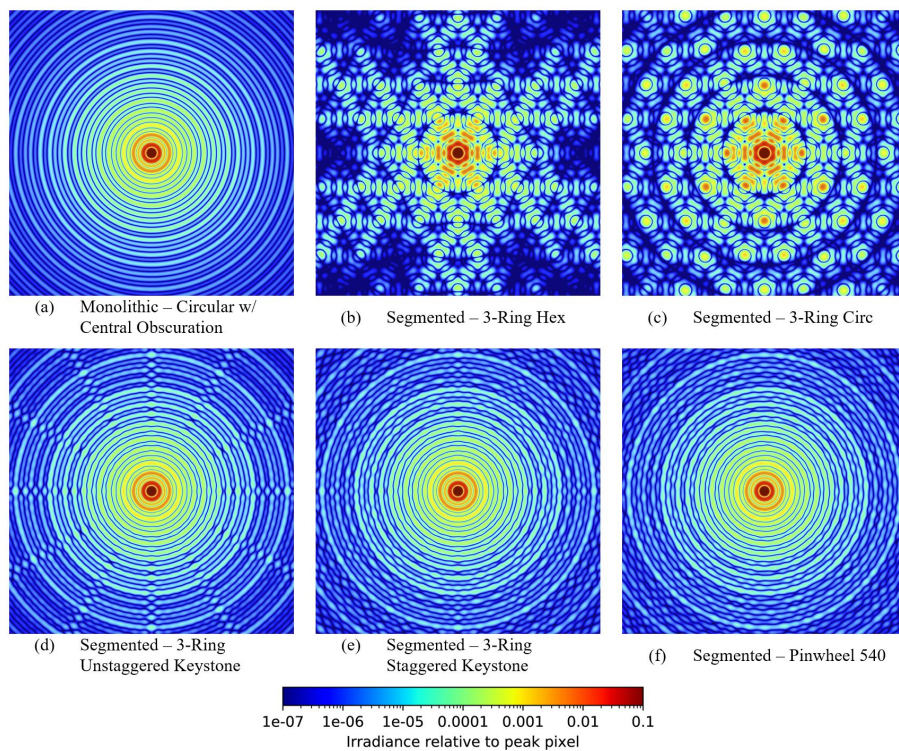 (a) Monolithic – Circular w/
Central Obscuration
(b) Segmented – 3-Ring Hex
(c) Segmented – 3-Ring Circ
(d) Segmented – 3-Ring
Unstaggered Keystone
(e) Segmented – 3-Ring
Staggered Keystone
(f) Segmented – Pinwheel 540
1e-07 1e-06 1e-05 0.0001 0.001 0.01 0.1
Irradiance relative to peak pixel